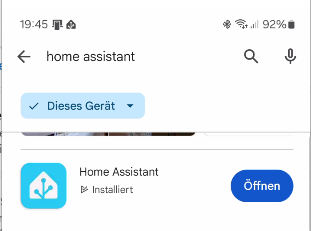 19:45 92%
home assistant
Dieses Gerät
Home Assistant
Installiert
Öffnen